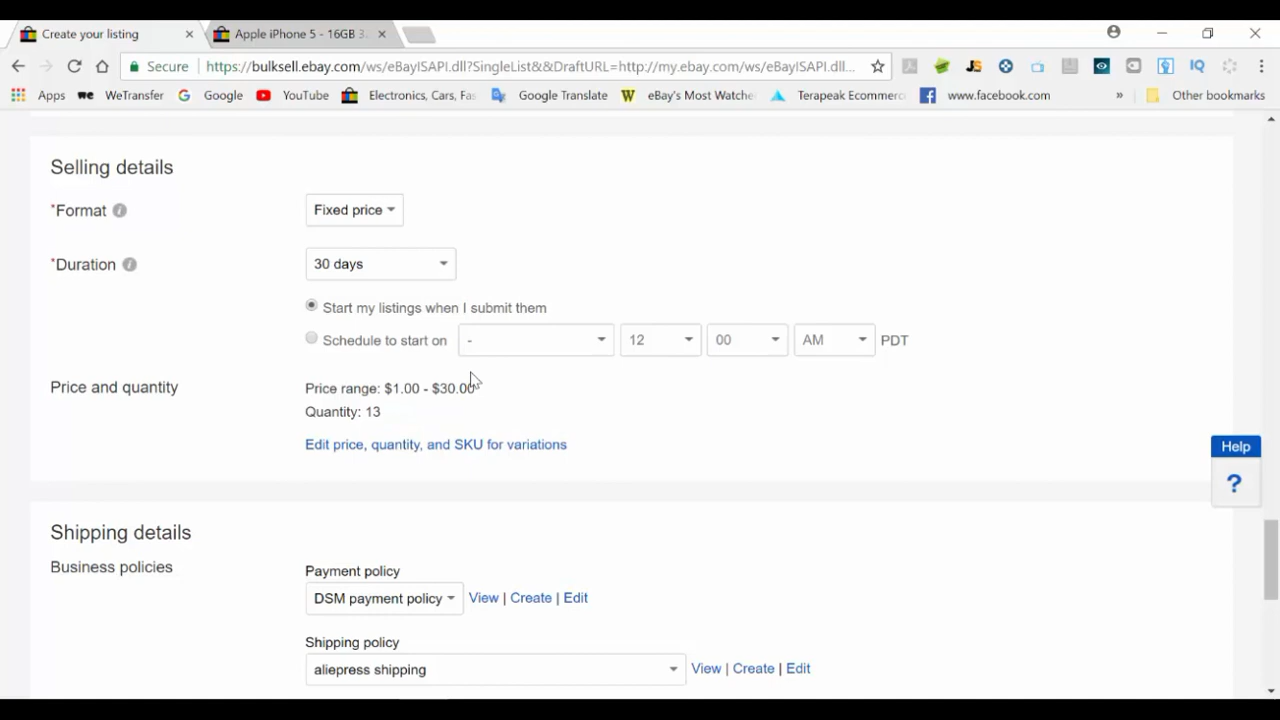 Create your listing
Apple iPhone 5 - 16GB 3.
Secure
https://bulksell.ebay.com/ws/eBayISAPI.dll?SingleList&&DraftURL=http://my.ebay.com/ws/eBayISAPI.dll...
Apps
WeTransfer
Google
YouTube
Electronics, Cars, Fas
Google Translate
eBay's Most Watche
Terapeak Ecommerc
www.facebook.com
»
Other bookmarks
Selling details
*Format
Fixed price
*Duration
30 days
Start my listings when I submit them
Schedule to start on - 12 00 AM PDT
Price and quantity
Price range: $1.00 - $30.00
Quantity: 13
Edit price, quantity, and SKU for variations
Help
?
Shipping details
Business policies
Payment policy
DSM payment policy View | Create | Edit
Shipping policy
aliepress shipping View | Create | Edit